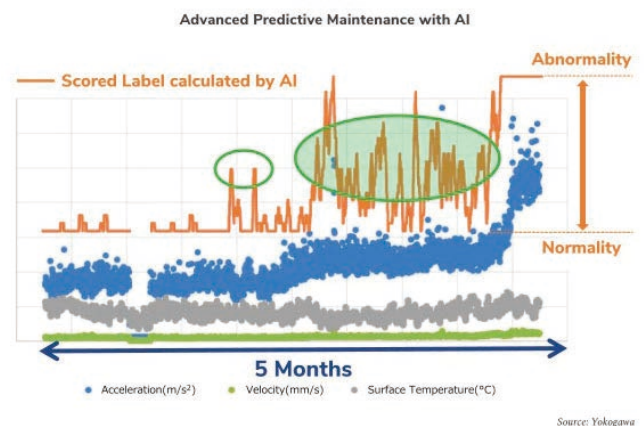 Advanced Predictive Maintenance with AI
Abnormality
Scored Label calculated by AI
Normality
5 Months
Acceleration(m/s²) Velocity(mm/s) Surface Temperature(°C)
Source: Yokogawa